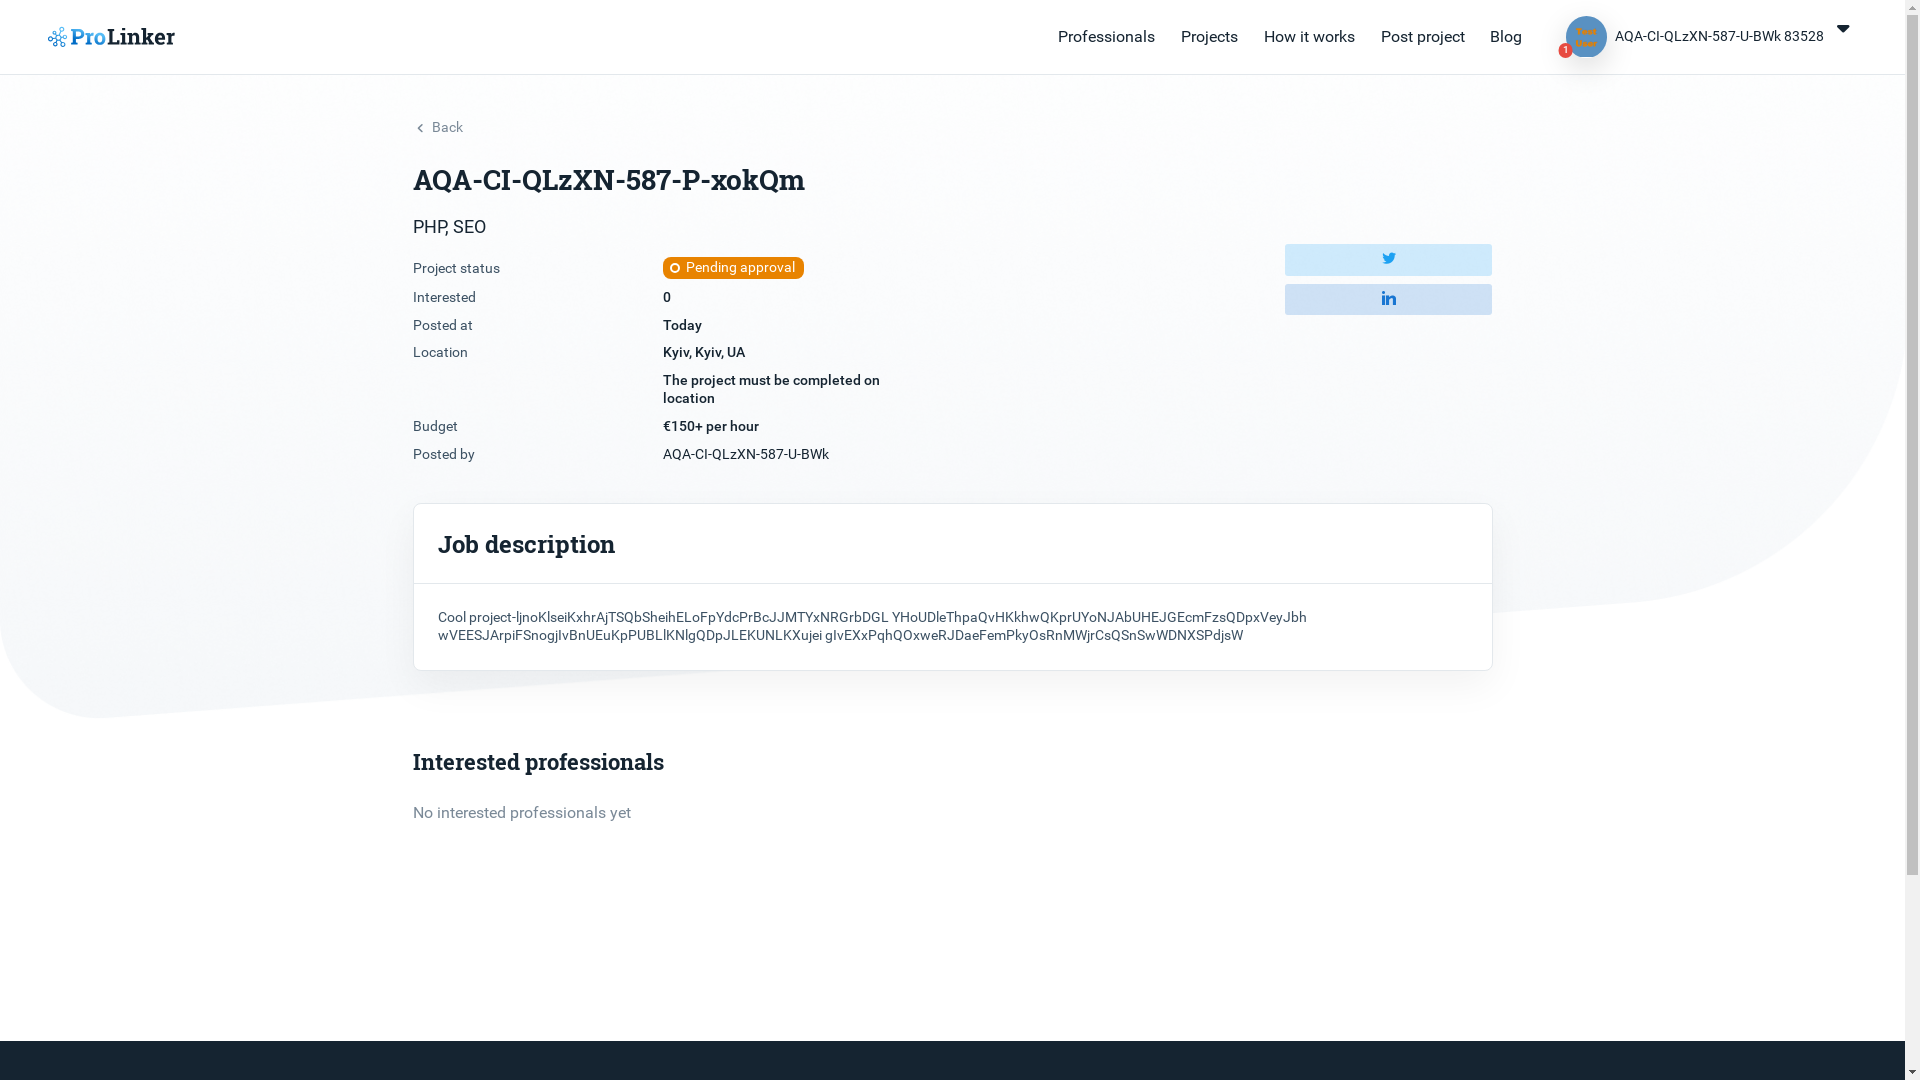 ProLinker
Professionals
Projects
How it works
Post project
Blog
Test
User
1
AQA-CI-QLzXN-587-U-BWk 83528
Back
AQA-CI-QLzXN-587-P-xokQm
PHP, SEO
Project status
Pending approval
Interested
0
Posted at
Today
Location
Kyiv, Kyiv, UA
The project must be completed on
location
Budget
€150+ per hour
Posted by
AQA-CI-QLzXN-587-U-BWk
Job description
Cool project-ljnoKlseiKxhrAjTSQbSheihELoFpYdcPrBcJJMTYxNRGrbDGL YHoUDleThpaQvHKkhwQKprUYoNJAbUHEJGEcmFzsQDpxVeyJbh
wVEESJArpiFSnogjIvBnUEuKpPUBLlKNlgQDpJLEKUNLKXujei gIvEXxPqhQOxweRJDaeFemPkyOsRnMWjrCsQSnSwWDNXSPdjsW
Interested professionals
No interested professionals yet